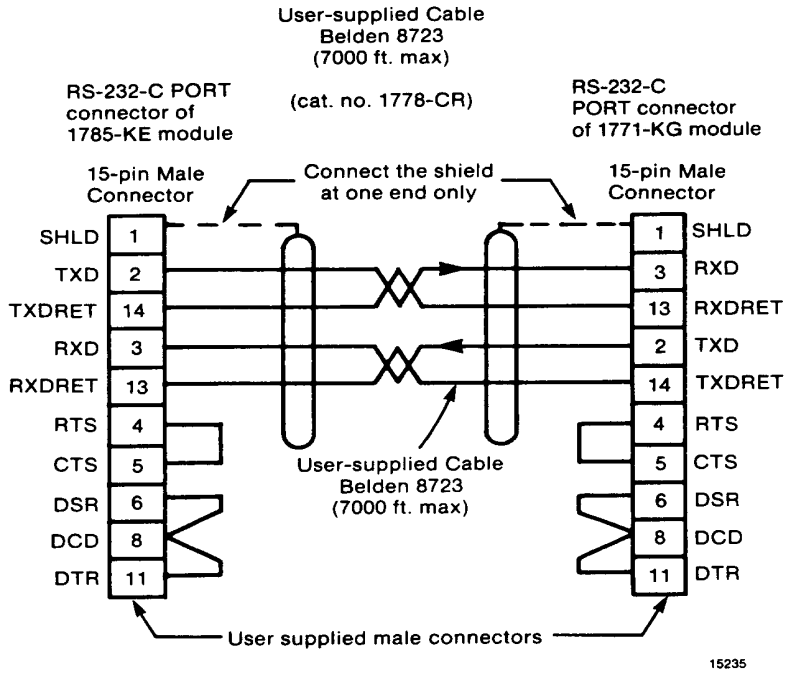 User-supplied Cable
Belden 8723
(7000 ft. max)
(cat. no. 1778-CR)
RS-232-C PORT
connector of
1785-KE module
RS-232-C
PORT connector
of 1771-KG module
15-pin Male
Connector
Connect the shield
at one end only
15-pin Male
Connector
SHLD 1 1 SHLD
TXD 2 3 RXD
TXDRET 14 13 RXDRET
RXD 3 2 TXD
RXDRET 13 14 TXDRET
RTS 4 4 RTS
CTS 5 5 CTS
DSR 6 6 DSR
DCD 8 8 DCD
DTR 11 11 DTR
User-supplied Cable
Belden 8723
(7000 ft. max)
User supplied male connectors
15235